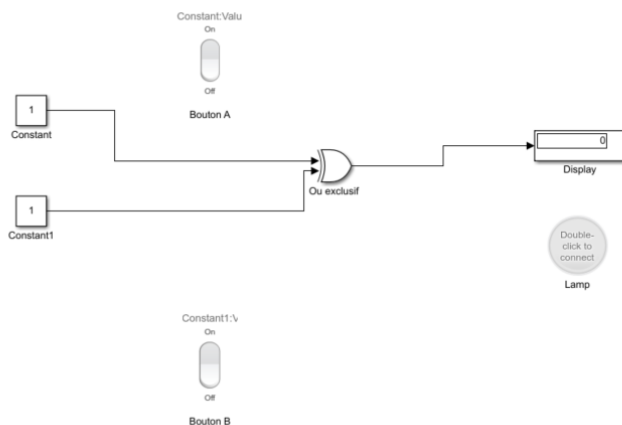 Constant:Valu
On
Off
Bouton A
1
Constant
Ou exclusif
0
Display
1
Constant1
Double-
click to
connect
Lamp
Constant1:V
On
Off
Bouton B